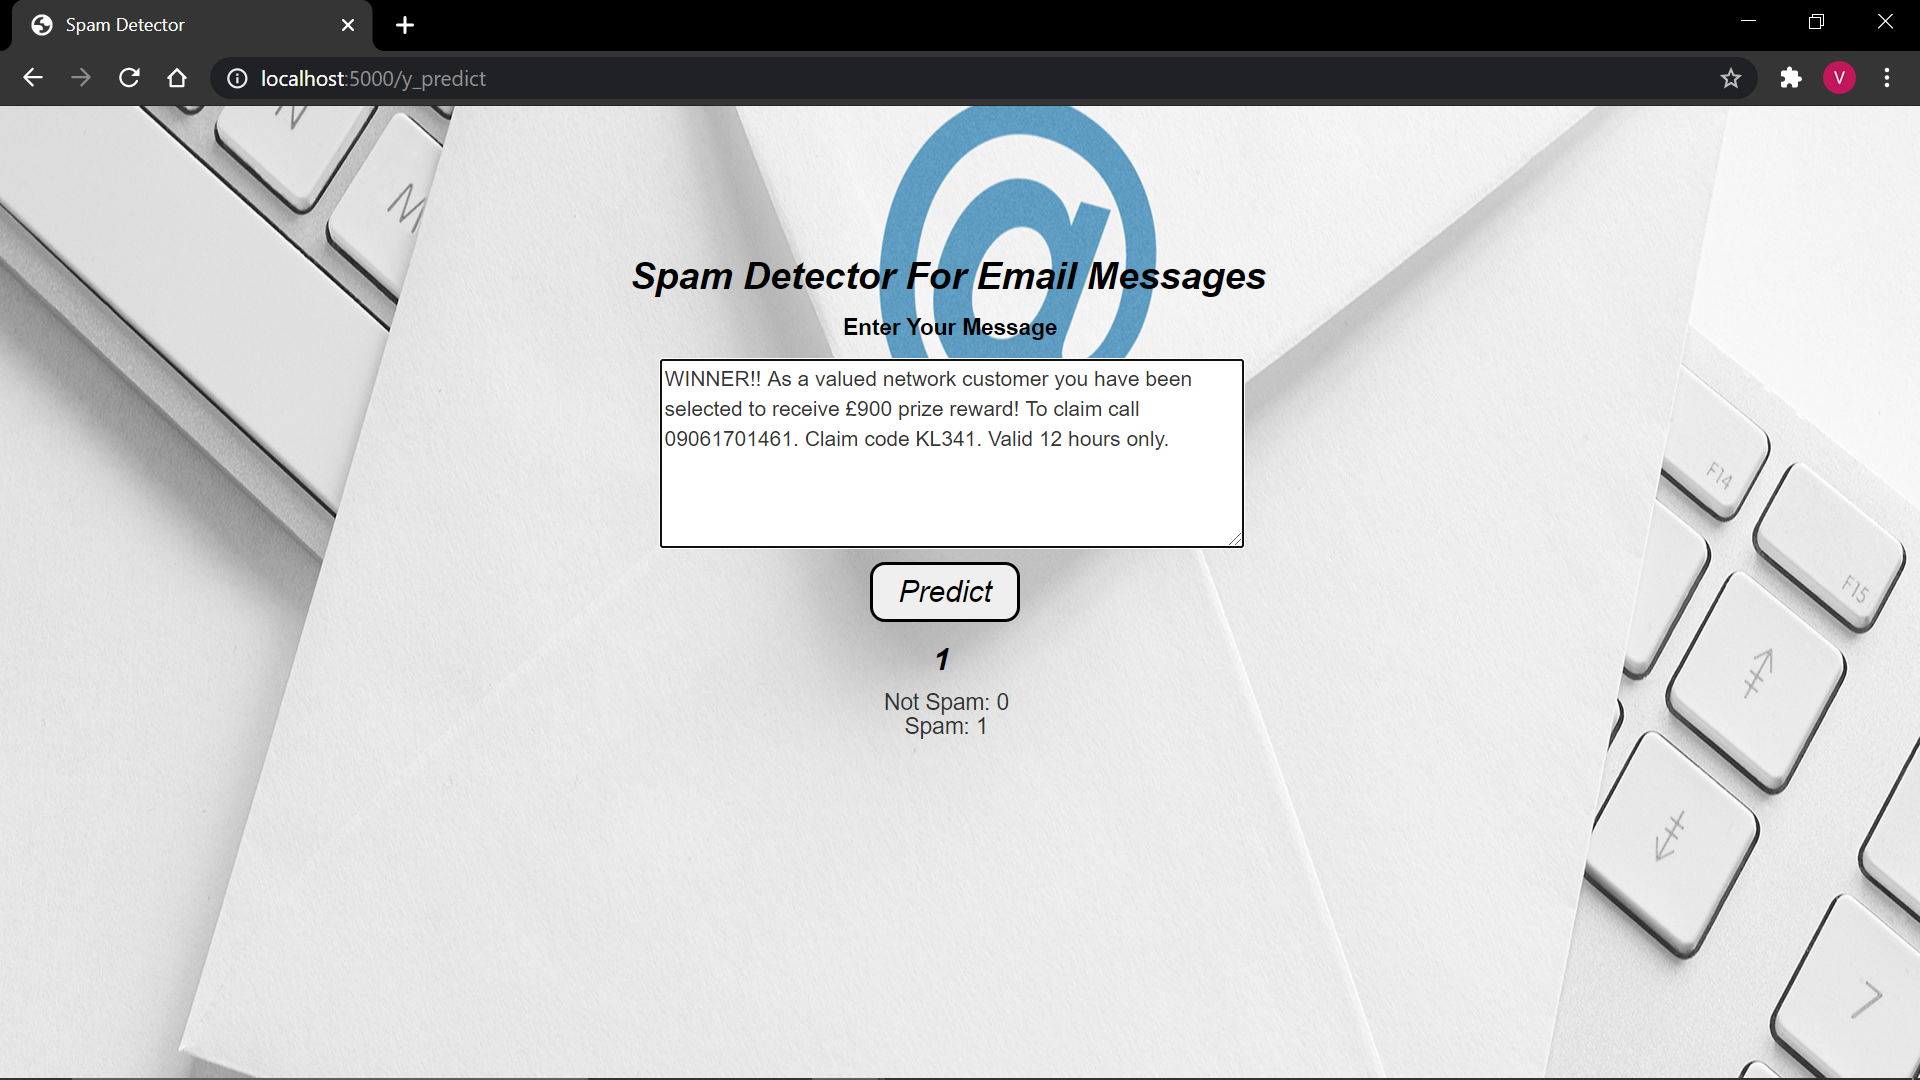 Spam Detector
localhost:5000/y_predict
V
N
M
@
Spam Detector For Email Messages
Enter Your Message
WINNER!! As a valued network customer you have been
selected to receive £900 prize reward! To claim call
09061701461. Claim code KL341. Valid 12 hours only.
F14
F15
Predict
1
Not Spam: 0
Spam: 1